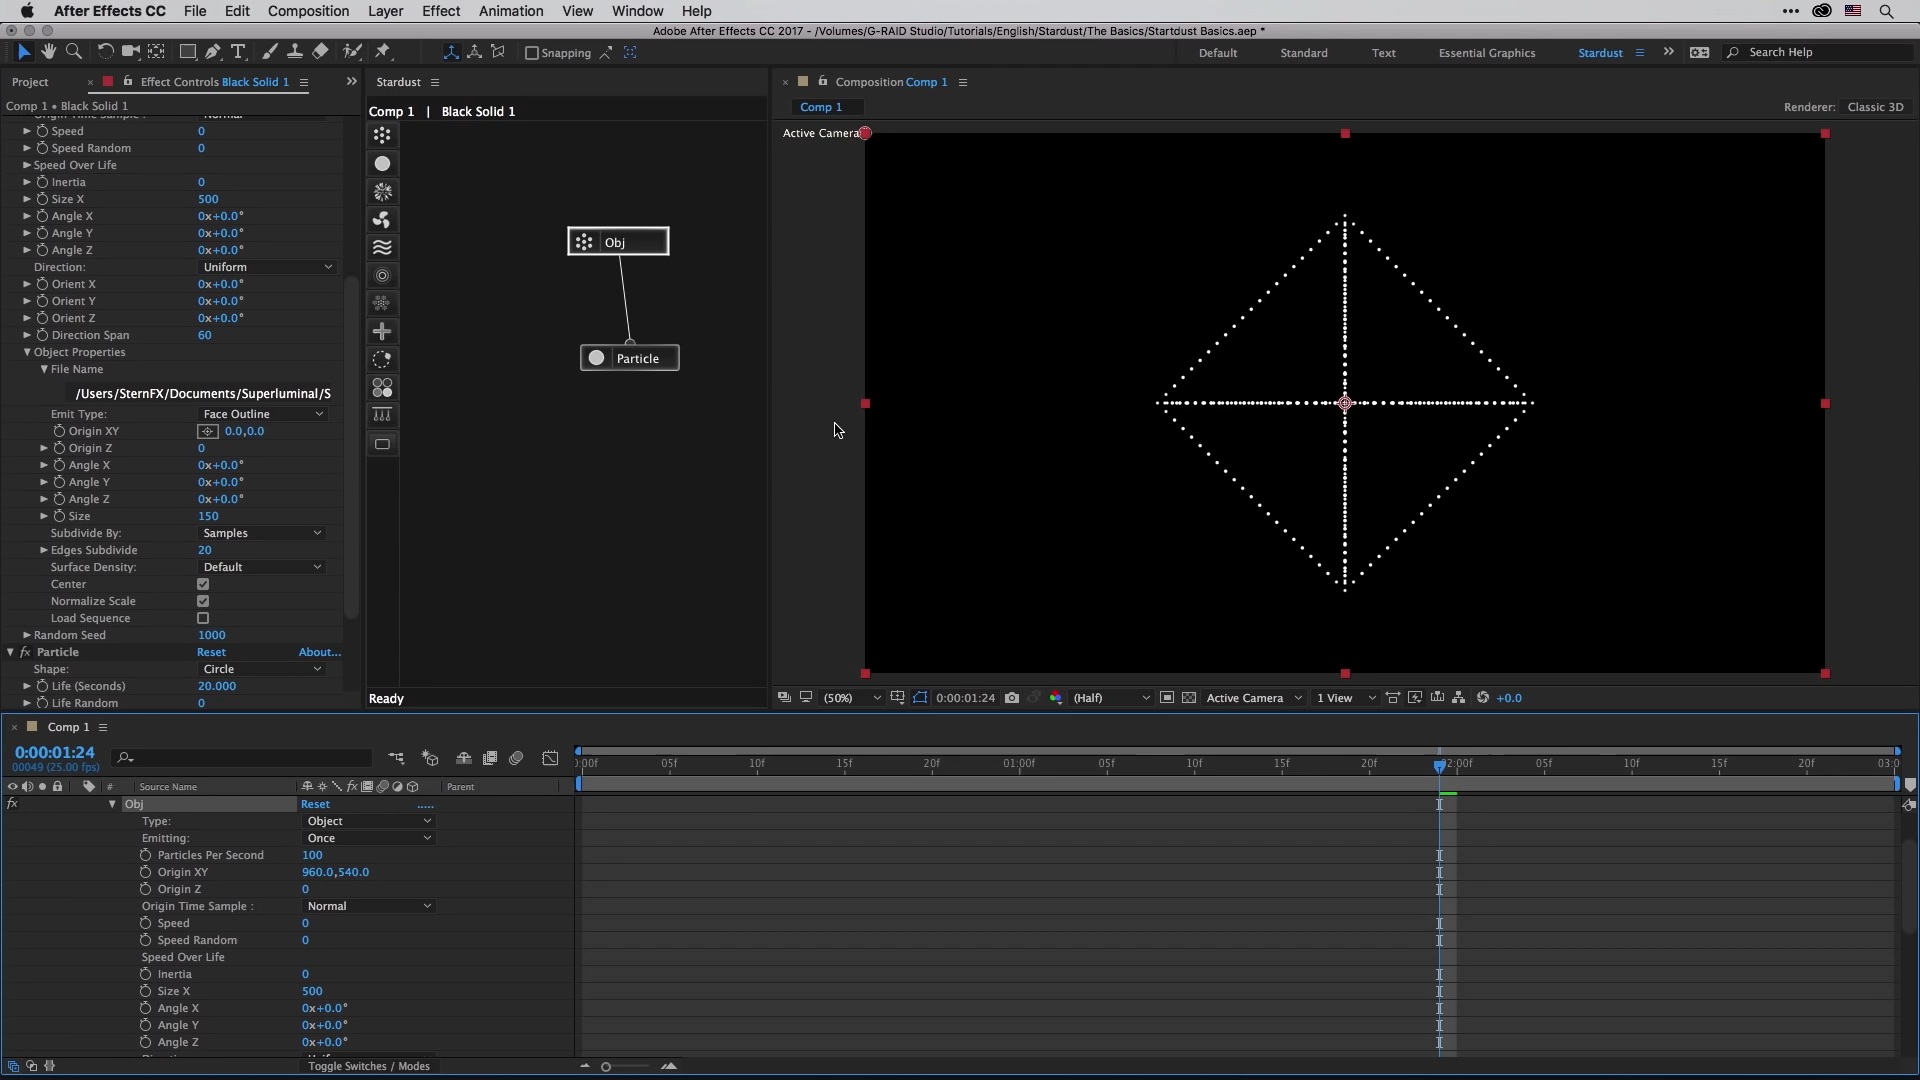 After Effects CC File Edit Composition Layer Effect Animation View Window Help
Adobe After Effects CC 2017 - /Volumes/G-RAID Studio/Tutorials/English/Stardust/The Basics/Startdust Basics.aep *
Snapping Default Standard Text Essential Graphics Stardust Search Help
Project Effect Controls Black Solid 1
Comp 1 • Black Solid 1
Speed 0
Speed Random 0
Speed Over Life
Inertia 0
Size X 500
Angle X 0x+0.0°
Angle Y 0x+0.0°
Angle Z 0x+0.0°
Direction: Uniform
Orient X 0x+0.0°
Orient Y 0x+0.0°
Orient Z 0x+0.0°
Direction Span 60
Object Properties
File Name
/Users/SternFX/Documents/Superluminal/S
Emit Type: Face Outline
Origin XY 0.0,0.0
Origin Z 0
Angle X 0x+0.0°
Angle Y 0x+0.0°
Angle Z 0x+0.0°
Size 150
Subdivide By: Samples
Edges Subdivide 20
Surface Density: Default
Center
Normalize Scale
Load Sequence
Random Seed 1000
fx Particle Reset About...
Shape: Circle
Life (Seconds) 20.000
Life Random 0
Stardust
Comp 1 | Black Solid 1
Obj
Particle
Ready
Composition Comp 1
Comp 1 Renderer: Classic 3D
Active Camera
(50%) 0:00:01:24 (Half) Active Camera 1 View +0.0
Comp 1
0:00:01:24
00049 (25.00 fps)
:00f 05f 10f 15f 20f 01:00f 05f 10f 15f 20f 02:00f 05f 10f 15f 20f 03:0
# Source Name fx Parent
fx Obj Reset .....
Type: Object
Emitting: Once
Particles Per Second 100
Origin XY 960.0,540.0
Origin Z 0
Origin Time Sample : Normal
Speed 0
Speed Random 0
Speed Over Life
Inertia 0
Size X 500
Angle X 0x+0.0°
Angle Y 0x+0.0°
Angle Z 0x+0.0°
Toggle Switches / Modes